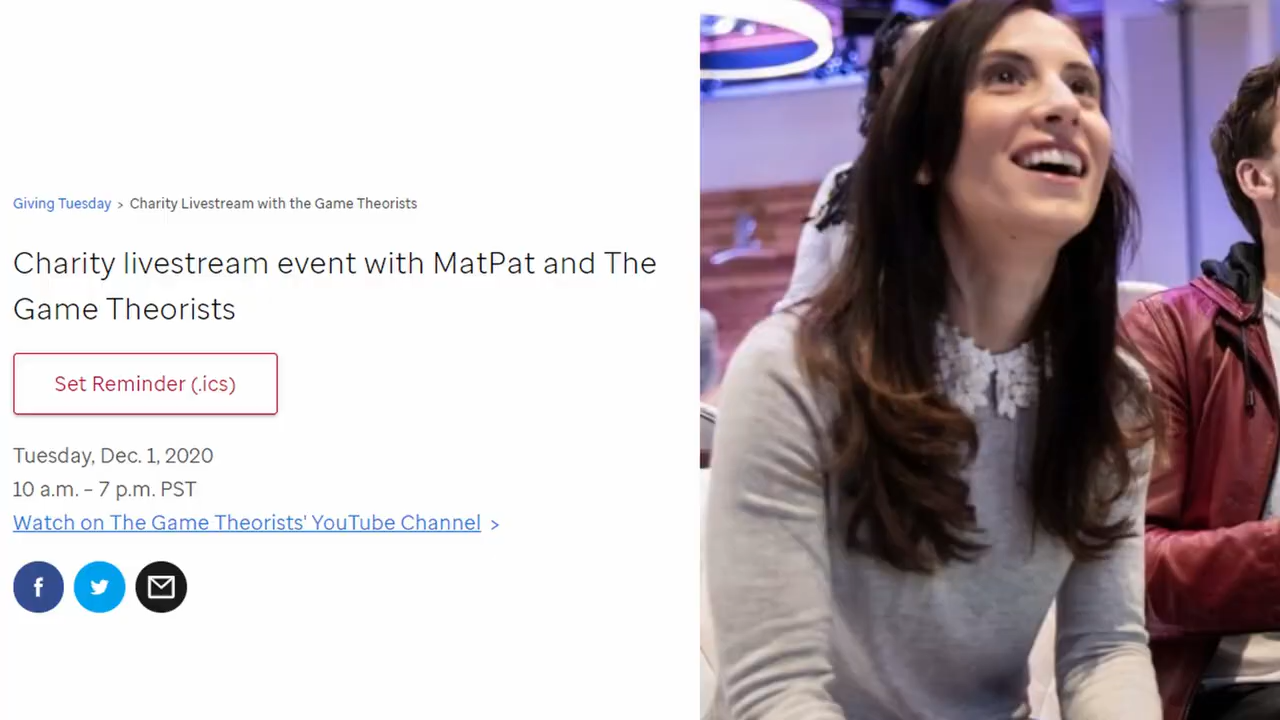 Giving Tuesday > Charity Livestream with the Game Theorists
Charity livestream event with MatPat and The
Game Theorists
Set Reminder (.ics)
Tuesday, Dec. 1, 2020
10 a.m. – 7 p.m. PST
Watch on The Game Theorists' YouTube Channel >